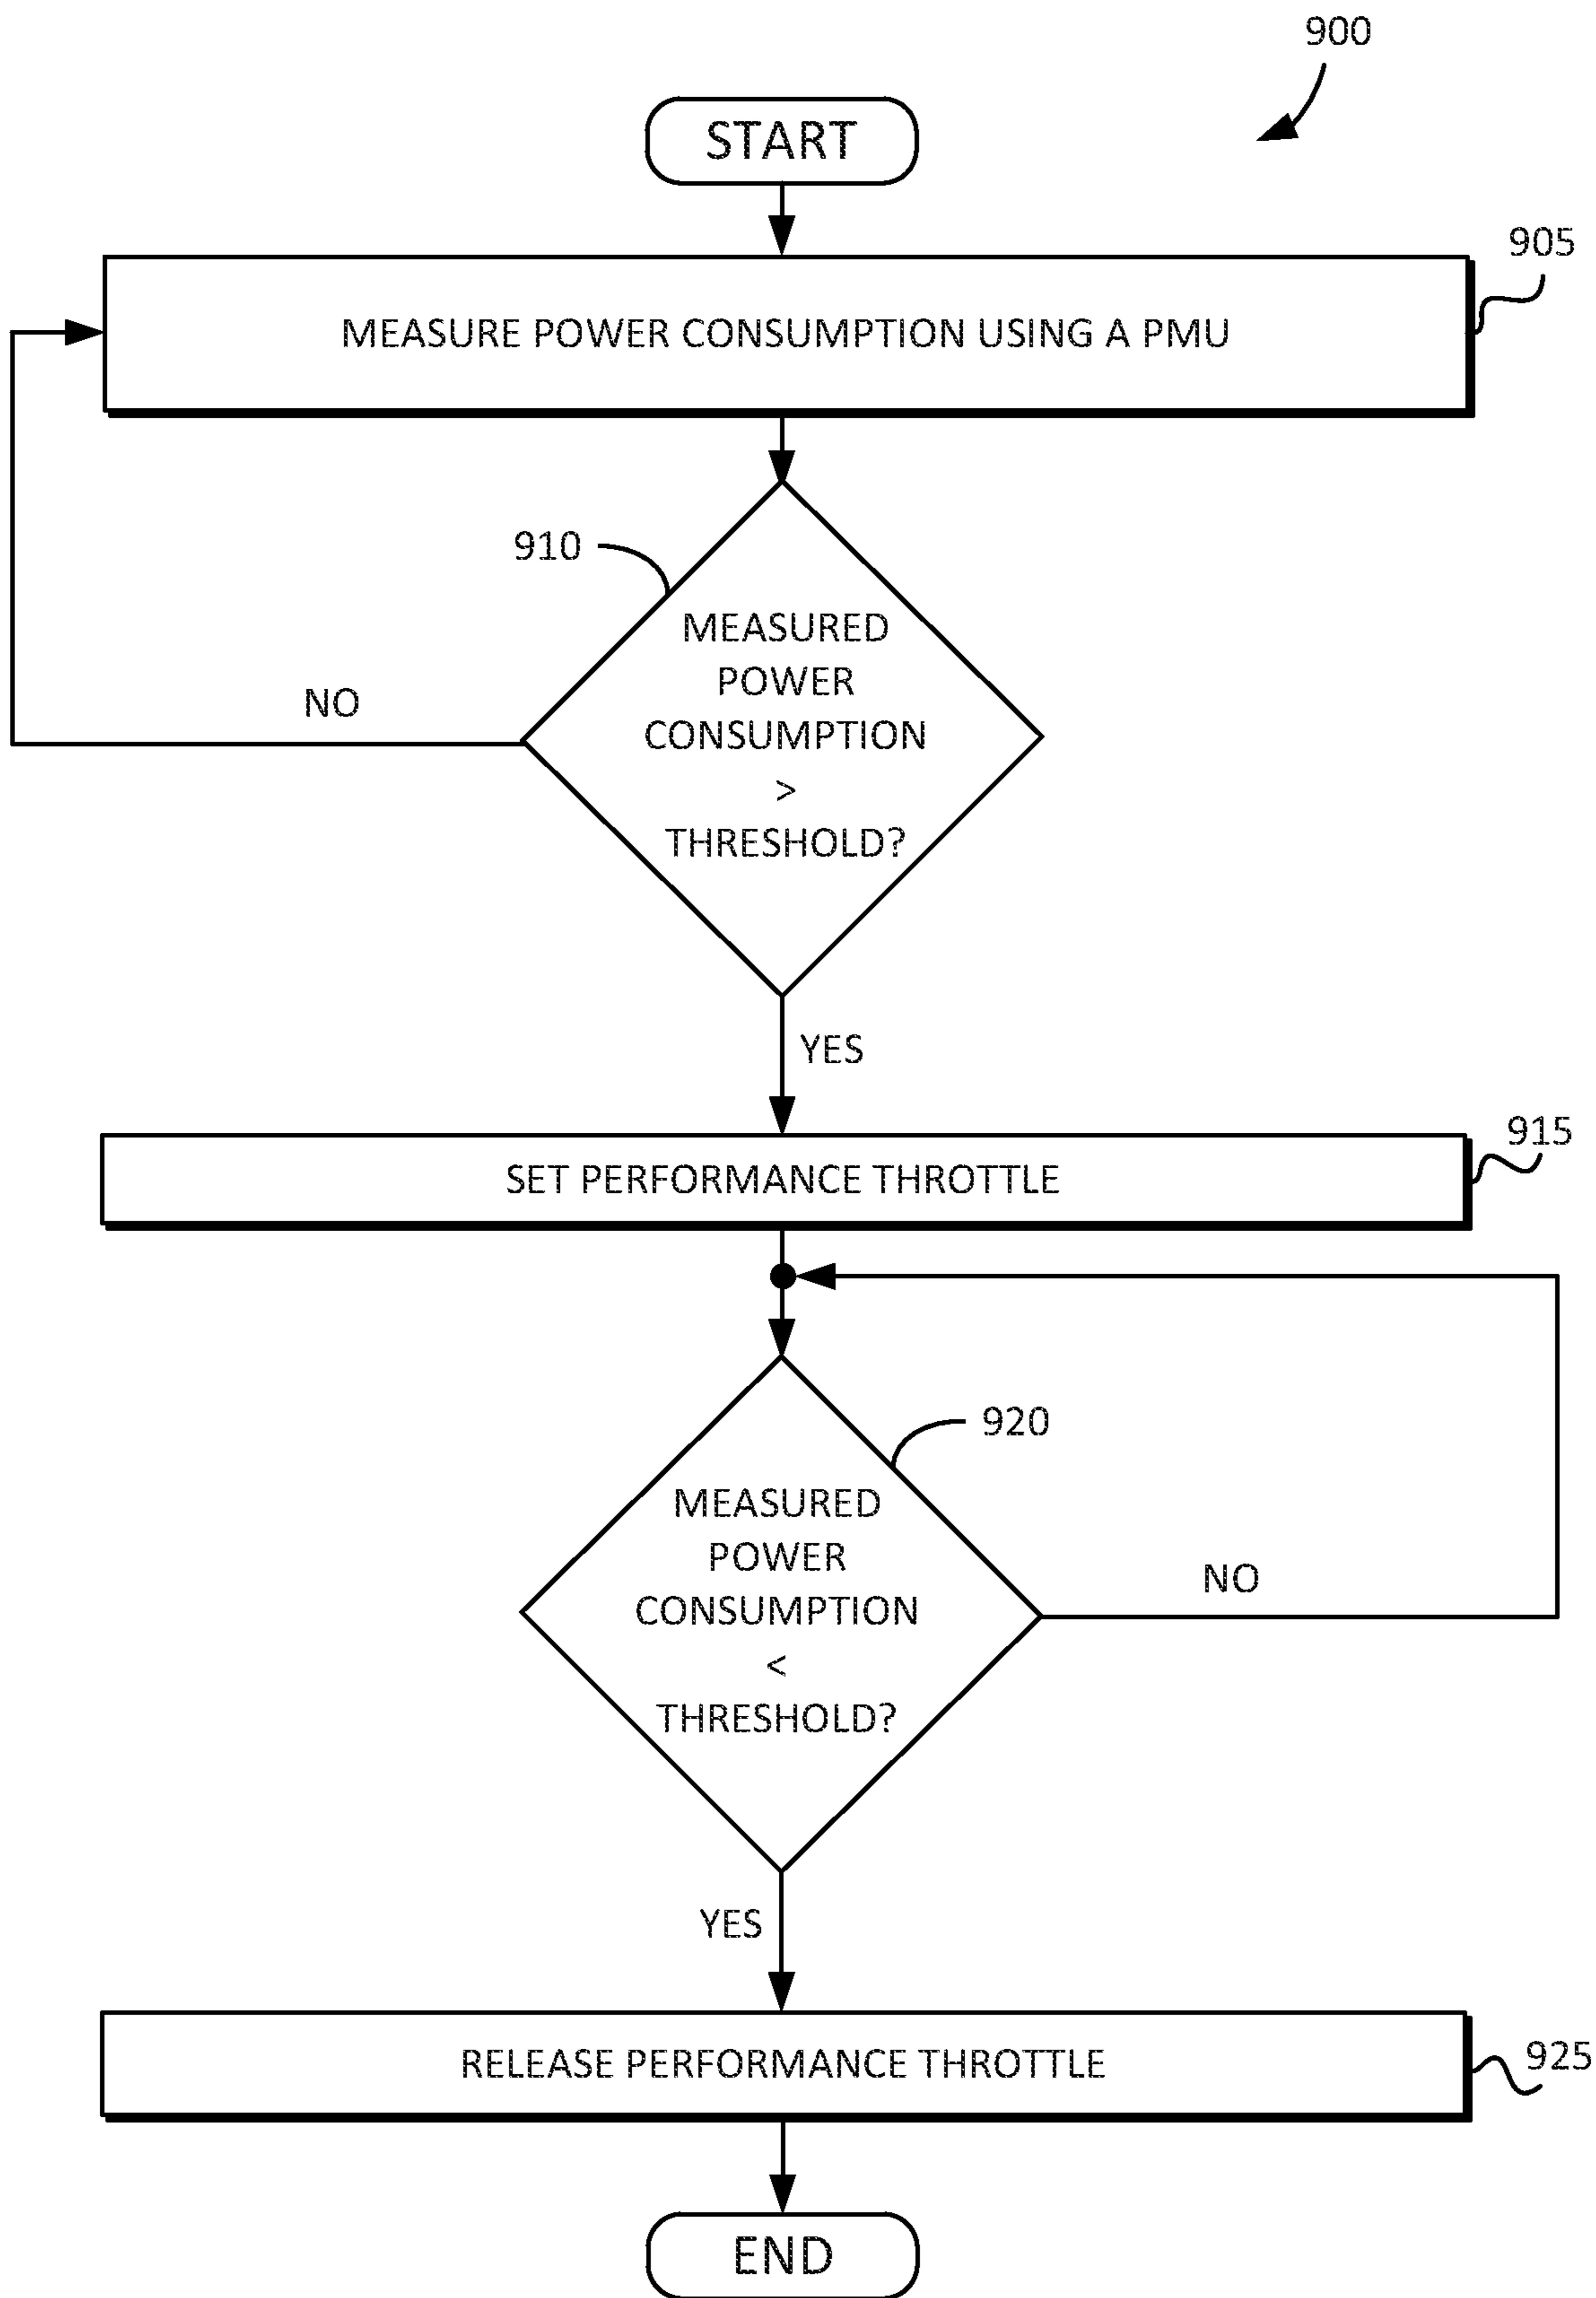 900
START
905
MEASURE POWER CONSUMPTION USING A PMU
910
MEASURED
POWER
CONSUMPTION
>
THRESHOLD?
NO
YES
915
SET PERFORMANCE THROTTLE
920
MEASURED
POWER
CONSUMPTION
<
THRESHOLD?
NO
YES
925
RELEASE PERFORMANCE THROTTLE
END